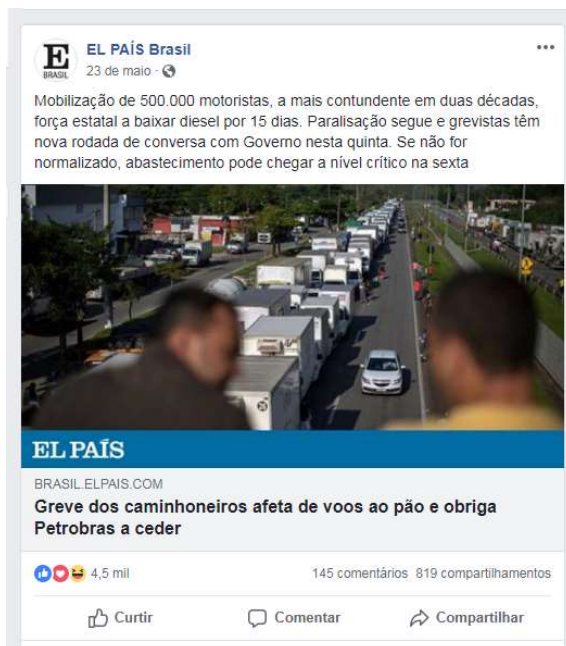 E
BRASIL
EL PAÍS Brasil
23 de maio ·
Mobilização de 500.000 motoristas, a mais contundente em duas décadas,
força estatal a baixar diesel por 15 dias. Paralisação segue e grevistas têm
nova rodada de conversa com Governo nesta quinta. Se não for
normalizado, abastecimento pode chegar a nível crítico na sexta
EL PAÍS
BRASIL.ELPAIS.COM
Greve dos caminhoneiros afeta de voos ao pão e obriga
Petrobras a ceder
4,5 mil 145 comentários 819 compartilhamentos
Curtir Comentar Compartilhar